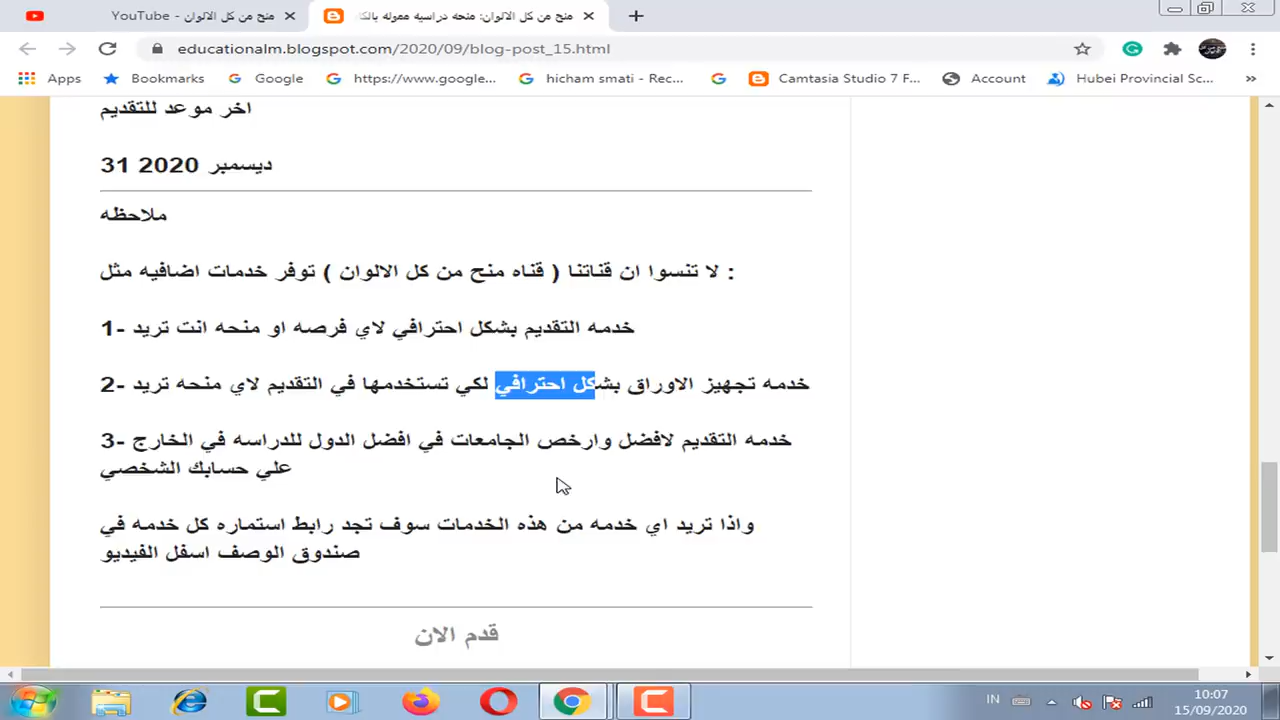 منح من كل الالوان - YouTube
منح من كل الالوان: منحه دراسيه مموله بالكا
educationalm.blogspot.com/2020/09/blog-post_15.html
Apps
Bookmarks
Google
https://www.google...
hicham smati - Rec...
Camtasia Studio 7 F...
Account
Hubei Provincial Sc...
»
اخر موعد للتقديم
31 ديسمبر 2020
ملاحظه
لا تنسوا ان قناتنا ( قناه منح من كل الالوان ) توفر خدمات اضافيه مثل :
1- خدمه التقديم بشكل احترافي لاي فرصه او منحه انت تريد
2- خدمه تجهيز الاوراق بشكل احترافي لكي تستخدمها في التقديم لاي منحه تريد
3- خدمه التقديم لافضل وارخص الجامعات في افضل الدول للدراسه في الخارج
علي حسابك الشخصي
واذا تريد اي خدمه من هذه الخدمات سوف تجد رابط استماره كل خدمه في
صندوق الوصف اسفل الفيديو
قدم الان
IN
10:07
15/09/2020